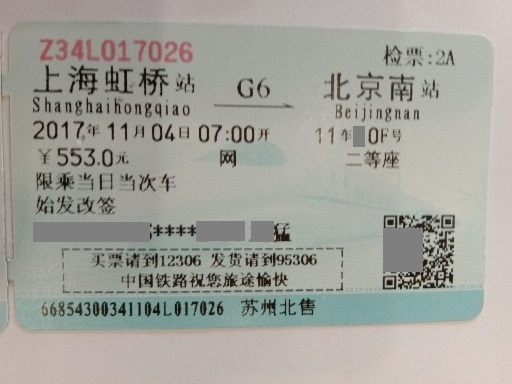 Z34L017026 检票:2A
上海虹桥站 G6 北京南站
Shanghaihongqiao Beijingnan
2017年11月04日07:00开 11车 0F号
￥553.0元 网 二等座
限乘当日当次车
始发改签
**** 猛
买票请到12306 发货请到95306
中国铁路祝您旅途愉快
66854300341104L017026 苏州北售